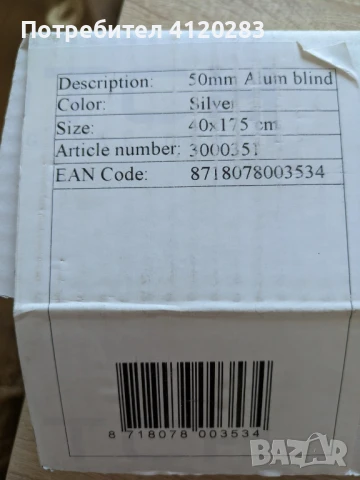 Потребител 4120283
Description: 50mm Alum blind
Color: Silver
Size: 40x175 cm
Article number: 3000351
EAN Code: 8718078003534
8 718078 003534
BAZAR